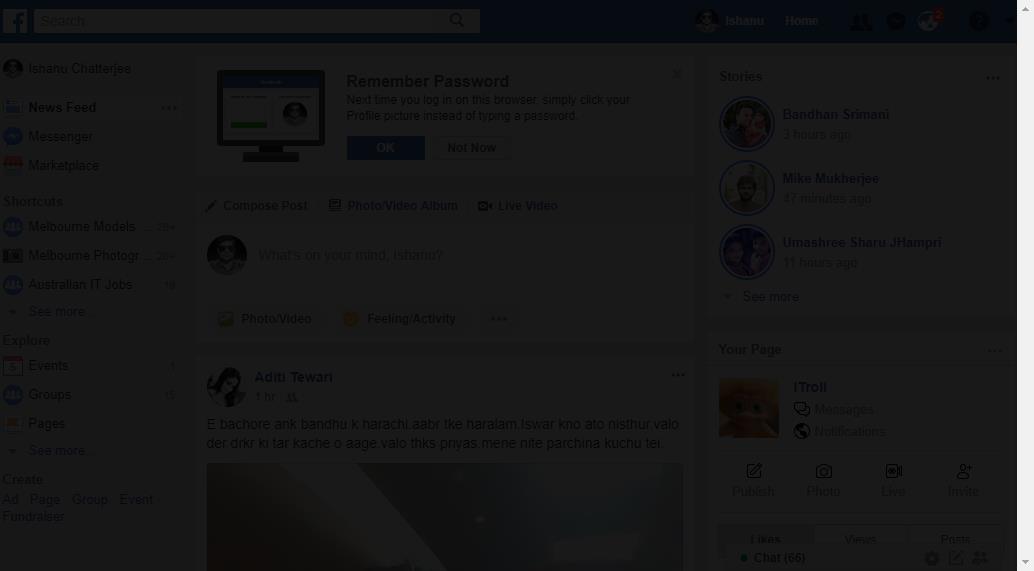 Search
Ishanu
Home
2
Ishanu Chatterjee
News Feed
Messenger
Marketplace
Shortcuts
Melbourne Models ... 20+
Melbourne Photogr ... 20+
Australian IT Jobs 19
See more...
Explore
Events 1
Groups 15
Pages
See more...
Create
Ad Page Group Event
Fundraiser
Remember Password
Next time you log in on this browser, simply click your
Profile picture instead of typing a password.
OK Not Now
Compose Post Photo/Video Album Live Video
What's on your mind, Ishanu?
Photo/Video Feeling/Activity
Aditi Tewari
1 hr
E bachore ank bandhu k harachi.aabr tke haralam.Iswar kno ato nisthur.valo
der drkr ki tar kache o aage.valo thks priyas.mene nite parchina kuchu tei.
Stories
Bandhan Srimani
3 hours ago
Mike Mukherjee
47 minutes ago
Umashree Sharu JHampri
11 hours ago
See more
Your Page
iTroll
Messages
Notifications
Publish Photo Live Invite
Likes Views Posts
Chat (66)